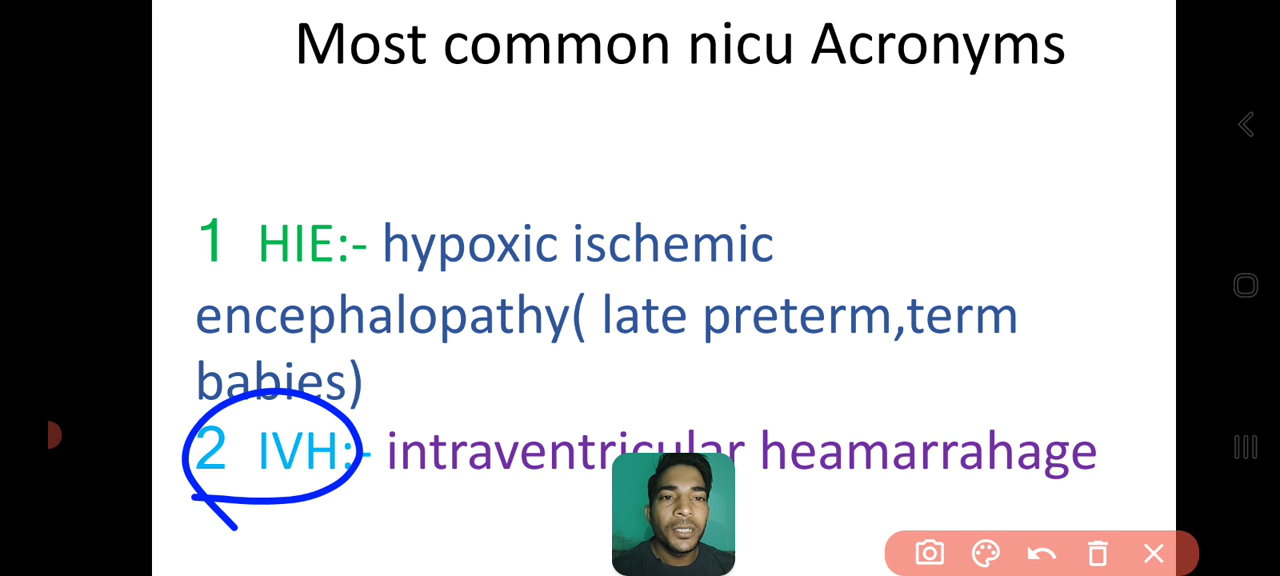 Most common nicu Acronyms
1 HIE:- hypoxic ischemic
encephalopathy( late preterm,term
babies)
2 IVH:- intraventricular heamarrahage